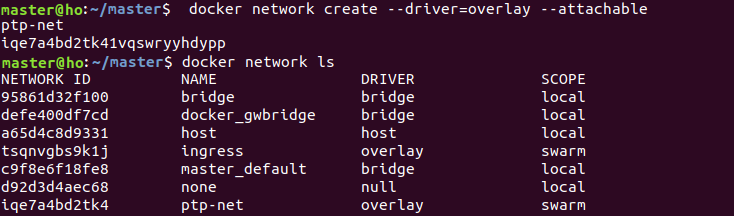 master@ho:~/master$  docker network create --driver=overlay --attachable
ptp-net
iqe7a4bd2tk41vqswryyhdypp
master@ho:~/master$ docker network ls
NETWORK ID          NAME                DRIVER              SCOPE
95861d32f100        bridge              bridge              local
defe400df7cd        docker_gwbridge     bridge              local
a65d4c8d9331        host                host                local
tsqnvgbs9k1j        ingress             overlay             swarm
c9f8e6f18fe8        master_default      bridge              local
d92d3d4aec68        none                null                local
iqe7a4bd2tk4        ptp-net             overlay             swarm